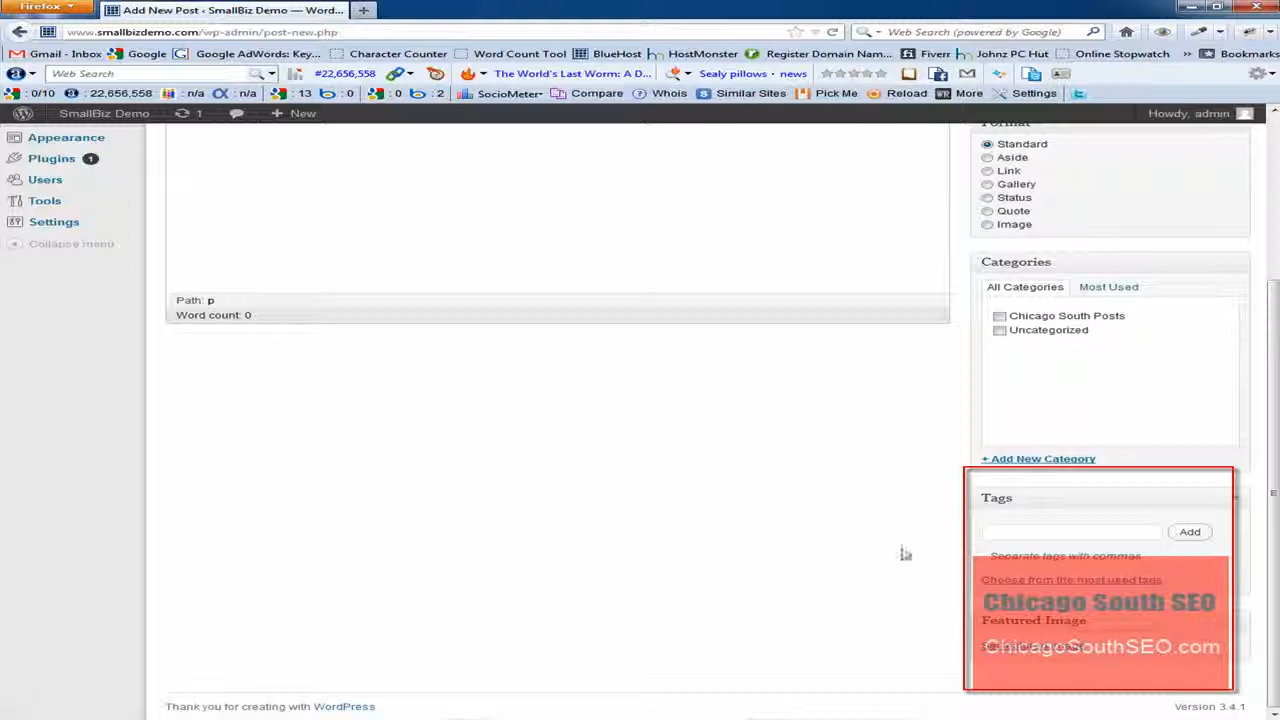 Firefox
Add New Post ‹ SmallBiz Demo — Word...
www.smallbizdemo.com/wp-admin/post-new.php
Web Search (powered by Google)
Gmail - Inbox
Google
Google AdWorder Key...
Character Counter
Word Count Tool
BlueHost
HostMonster
Register Domain Nam...
Fiverr
Johnz PC Hut
Online Stopwatch
Bookmarks
Web Search
#22,656,558
The World's Last Worm: A D...
Sealy pillows - news
: 0/10
: 22,656,558
: n/a
: n/a
: 13
: 0
: 0
: 2
SocioMeter
Compare
Whois
Similar Sites
Pick Me
Reload
More
Settings
SmallBiz Demo
1
New
Howdy, admin
Appearance
Plugins 1
Users
Tools
Settings
Collapse menu
Path: p
Word count: 0
Format
Standard
Aside
Link
Gallery
Status
Quote
Image
Categories
All Categories
Most Used
Chicago South Posts
Uncategorized
+ Add New Category
Tags
Add
Separate tags with commas
Choose from the most used tags
Chicago South SEO
Featured Image
ChicagoSouthSEO.com
Thank you for creating with WordPress
Version 3.4.1